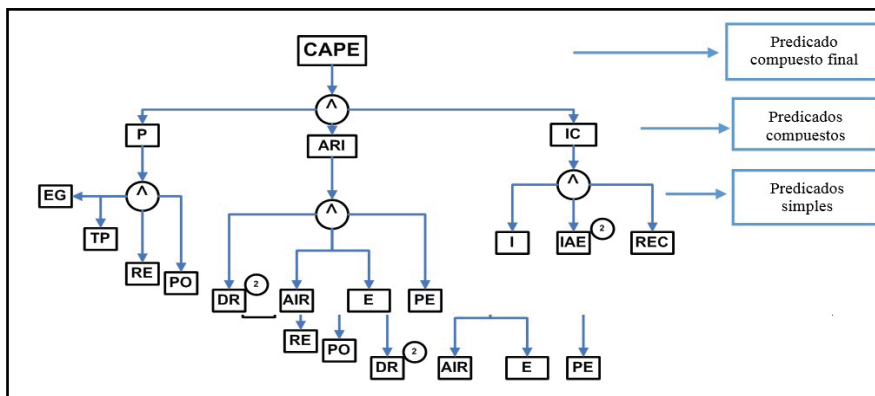 CAPE
Predicado
compuesto final
^
P
ARI
IC
Predicados
compuestos
^
^
^
Predicados
simples
EG
TP
RE
PO
I
IAE 2
REC
DR 2
AIR
E
PE
RE
PO
DR 2
AIR
E
PE